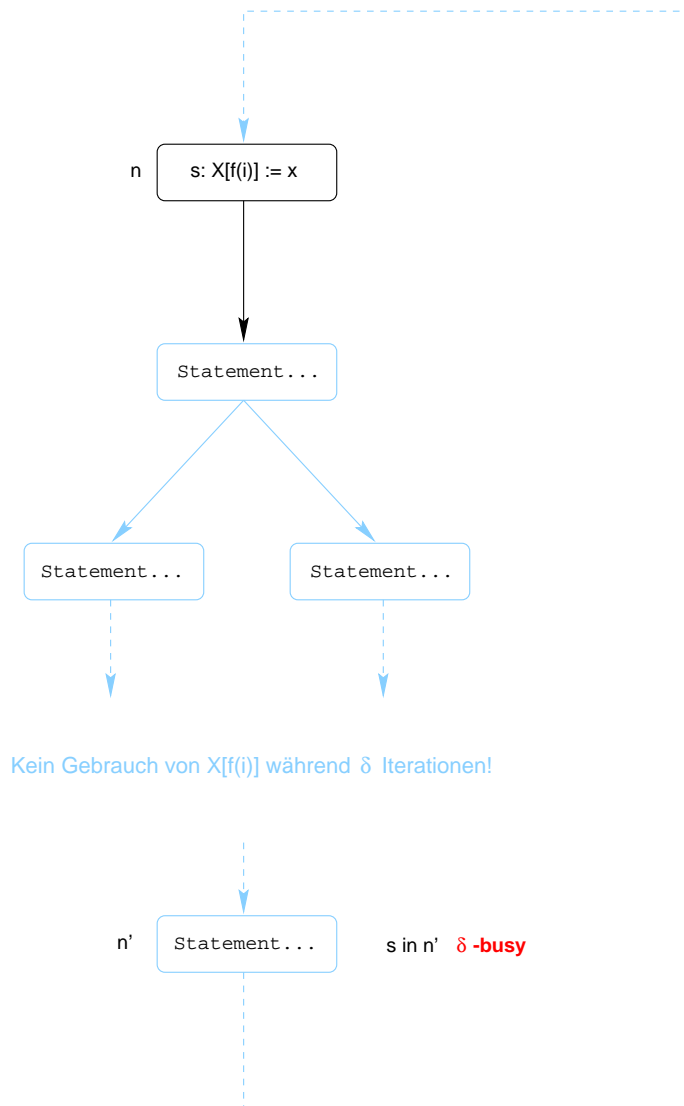 n
s: X[f(i)] := x
Statement...
Statement...
Statement...
Kein Gebrauch von X[f(i)] während δ Iterationen!
n’
Statement...
s in n’ δ -busy